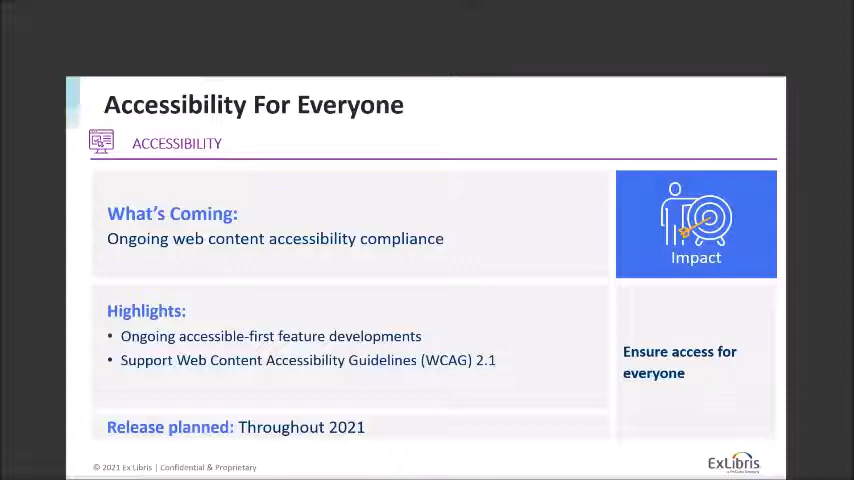 Accessibility For Everyone
ACCESSIBILITY
What's Coming:
Ongoing web content accessibility compliance
Impact
Highlights:
• Ongoing accessible-first feature developments
• Support Web Content Accessibility Guidelines (WCAG) 2.1
Ensure access for
everyone
Release planned: Throughout 2021
© 2021 Ex Libris | Confidential & Proprietary
ExLibris